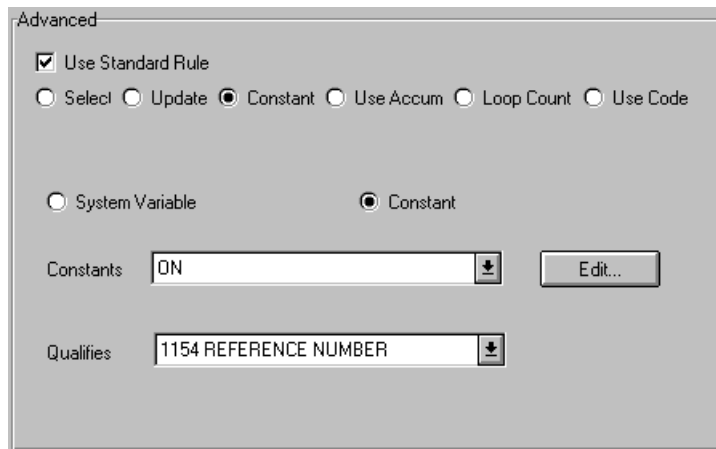 Advanced
Use Standard Rule
Select Update Constant Use Accum Loop Count Use Code
System Variable Constant
Constants ON Edit...
Qualifies 1154 REFERENCE NUMBER